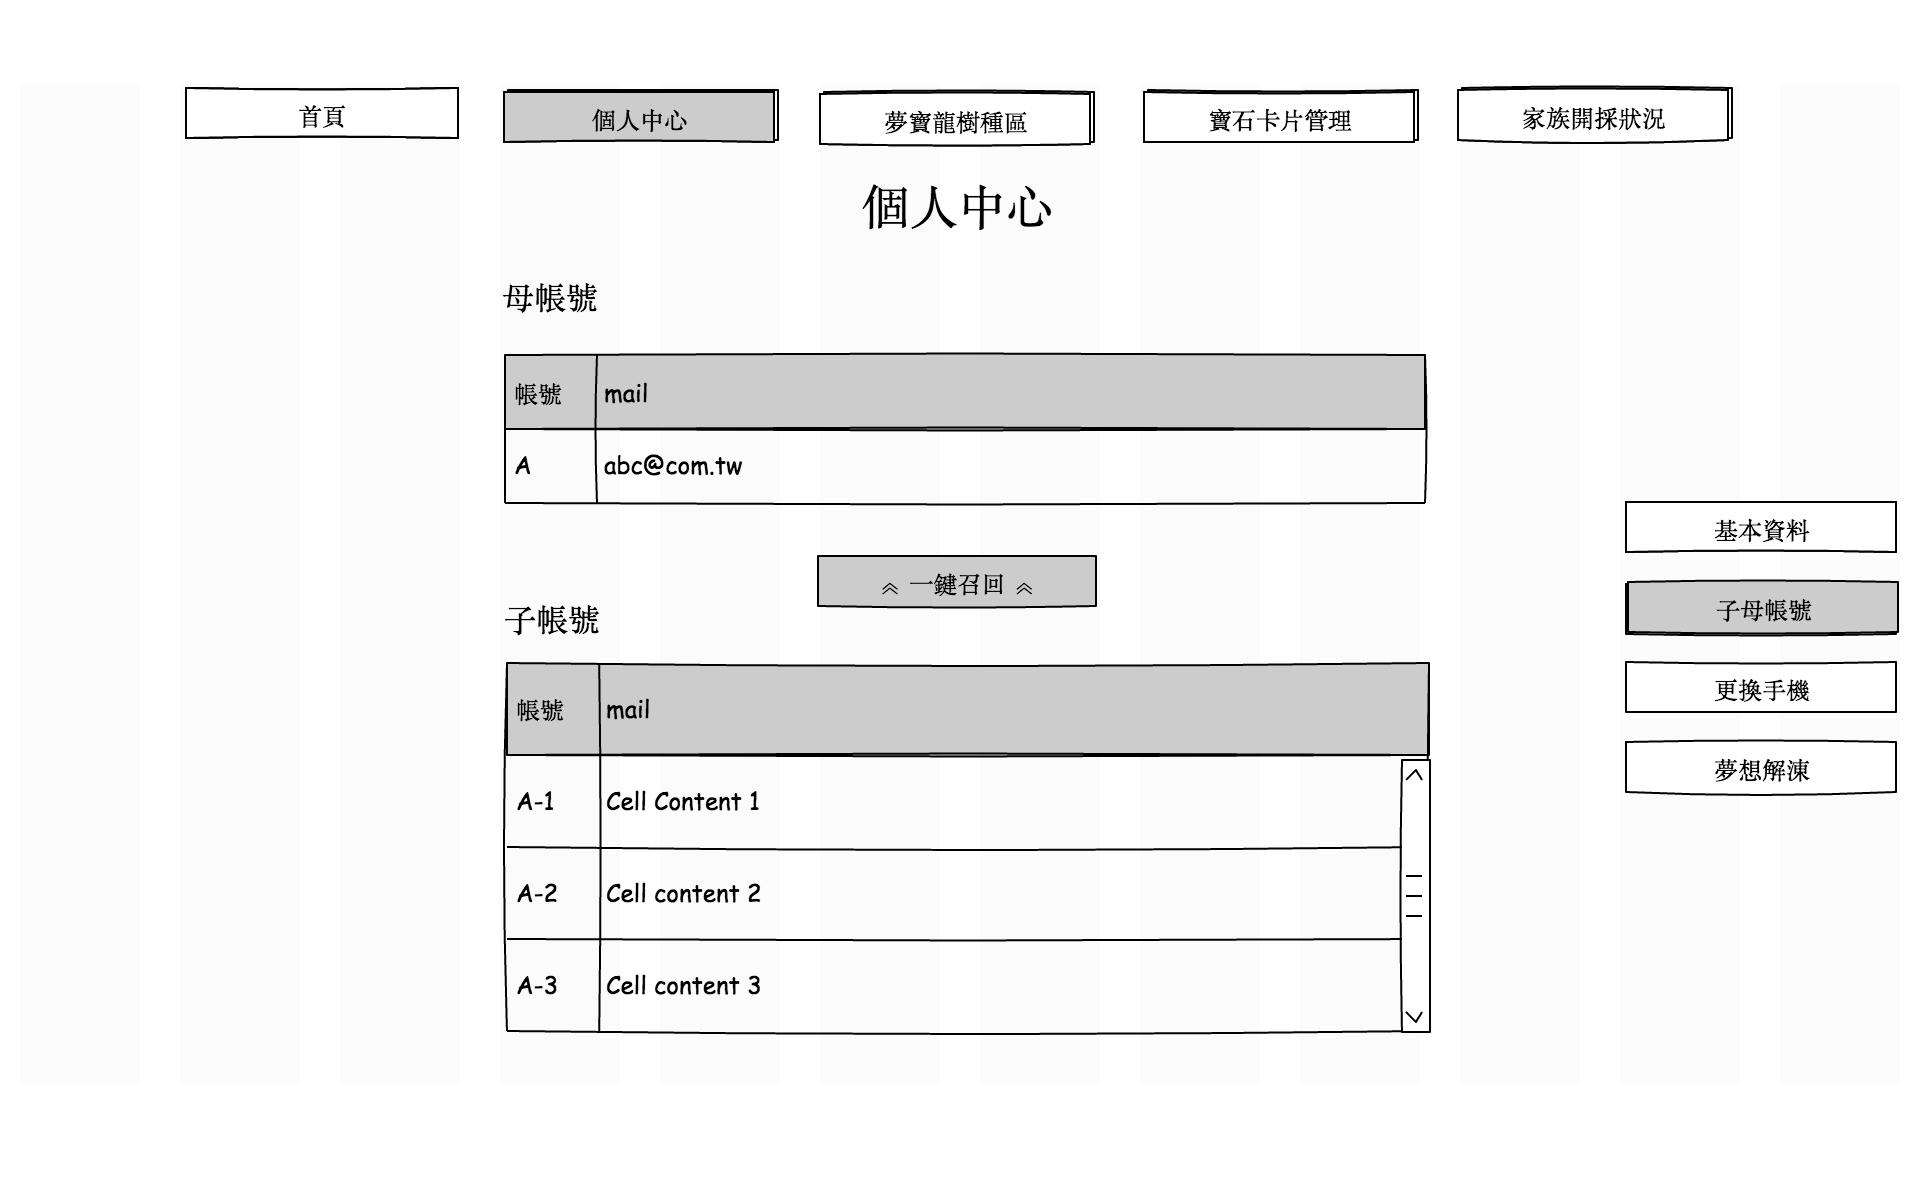 首頁
個人中心
夢寶龍樹種區
寶石卡片管理
家族開採狀況
個人中心
母帳號
帳號 mail
A abc@com.tw
︽ 一鍵召回 ︽
子帳號
帳號 mail
A-1 Cell Content 1
A-2 Cell content 2
A-3 Cell content 3
基本資料
子母帳號
更換手機
夢想解凍